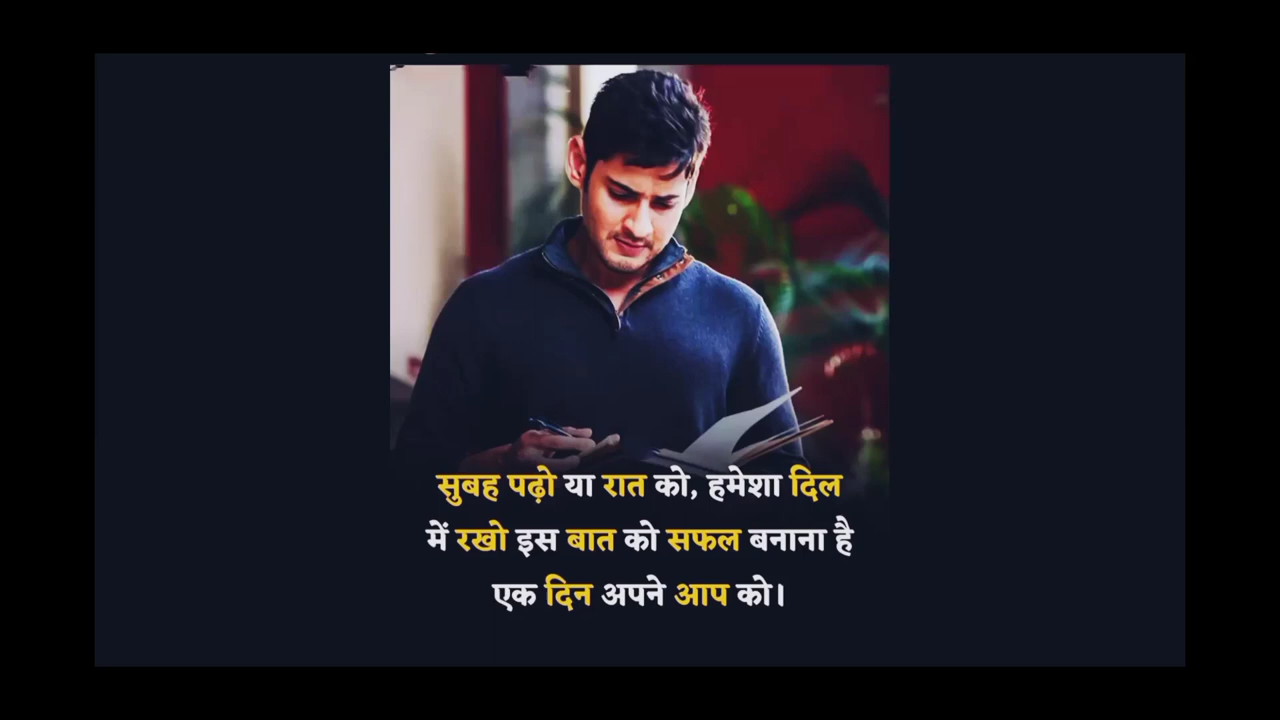 सुबह पढ़ो या रात को, हमेशा दिल
में रखो इस बात को सफल बनाना है
एक दिन अपने आप को।